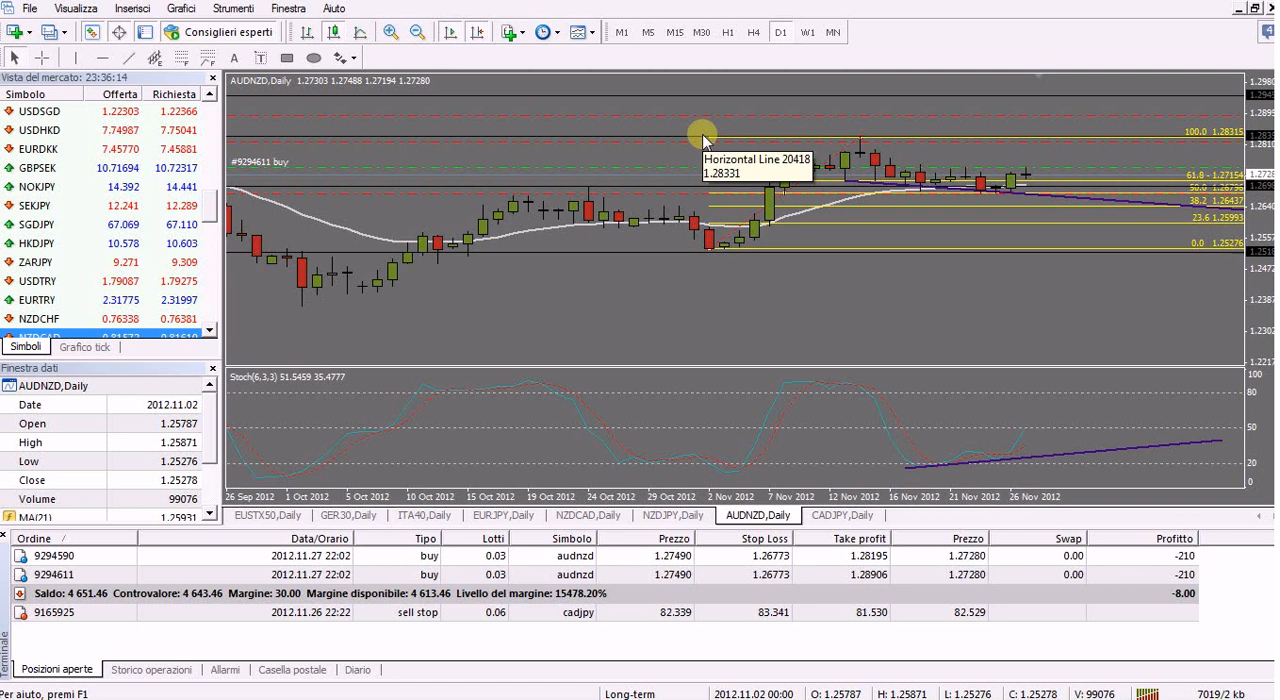 File Visualizza Inserisci Grafici Strumenti Finestra Aiuto
Consiglieri esperti M1 M5 M15 M30 H1 H4 D1 W1 MN
A T
Vista del mercato: 23:36:14
Simbolo Offerta Richiesta
USDSGD 1.22303 1.22366
USDHKD 7.74987 7.75041
EURDKK 7.45770 7.45881
GBPSEK 10.71694 10.72317
NOKJPY 14.392 14.441
SEKJPY 12.241 12.289
SGDJPY 67.069 67.110
HKDJPY 10.578 10.603
ZARJPY 9.271 9.309
USDTRY 1.79087 1.79275
EURTRY 2.31775 2.31997
NZDCHF 0.76338 0.76381
NZDCAD 0.81572 0.81610
Simboli Grafico tick
Finestra dati
AUDNZD,Daily
Date 2012.11.02
Open 1.25787
High 1.25871
Low 1.25276
Close 1.25278
Volume 99076
MA(21) 1.25931
AUDNZD,Daily 1.27303 1.27488 1.27194 1.27280
#9294611 buy
Horizontal Line 20418
1.28331
100.0 1.28315
61.8 1.27154
50.0 1.26796
38.2 1.26437
23.6 1.25993
0.0 1.25276
Stoch(6,3,3) 51.5459 35.4777
100
80
50
20
0
26 Sep 2012 1 Oct 2012 5 Oct 2012 10 Oct 2012 15 Oct 2012 19 Oct 2012 24 Oct 2012 29 Oct 2012 2 Nov 2012 7 Nov 2012 12 Nov 2012 16 Nov 2012 21 Nov 2012 26 Nov 2012
EUSTX50,Daily GER30,Daily ITA40,Daily EURJPY,Daily NZDCAD,Daily NZDJPY,Daily AUDNZD,Daily CADJPY,Daily
Ordine / Data/Orario Tipo Lotti Simbolo Prezzo Stop Loss Take profit Prezzo Swap Profitto
9294590 2012.11.27 22:02 buy 0.03 audnzd 1.27490 1.26773 1.28195 1.27280 0.00 -210
9294611 2012.11.27 22:02 buy 0.03 audnzd 1.27490 1.26773 1.28906 1.27280 0.00 -210
Saldo: 4 651.46 Controvalore: 4 643.46 Margine: 30.00 Margine disponibile: 4 613.46 Livello del margine: 15478.20% -8.00
9165925 2012.11.26 22:22 sell stop 0.06 cadjpy 82.339 83.341 81.530 82.529
Terminale
Posizioni aperte Storico operazioni Allarmi Casella postale Diario
Per aiuto, premi F1 Long-term 2012.11.02 00:00 O: 1.25787 H: 1.25871 L: 1.25276 C: 1.25278 V: 99076 7019/2 kb